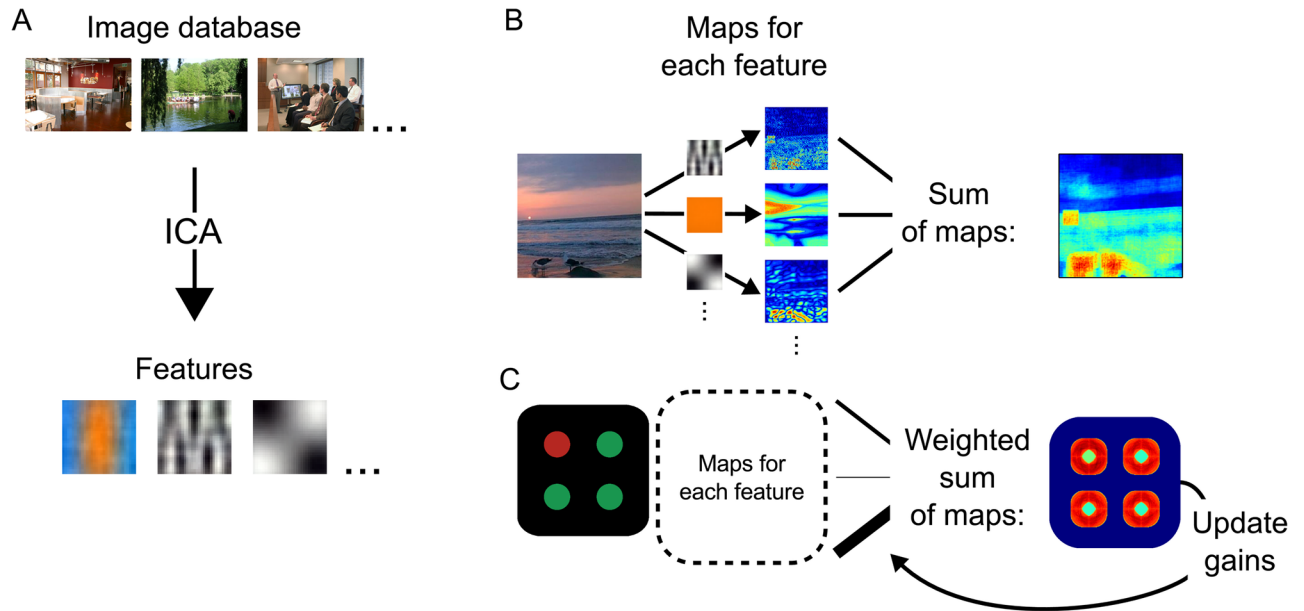 A
Image database
...
ICA
Features
...
B
Maps for
each feature
Sum
of maps:
...
...
C
Maps for
each feature
Weighted
sum
of maps:
Update
gains